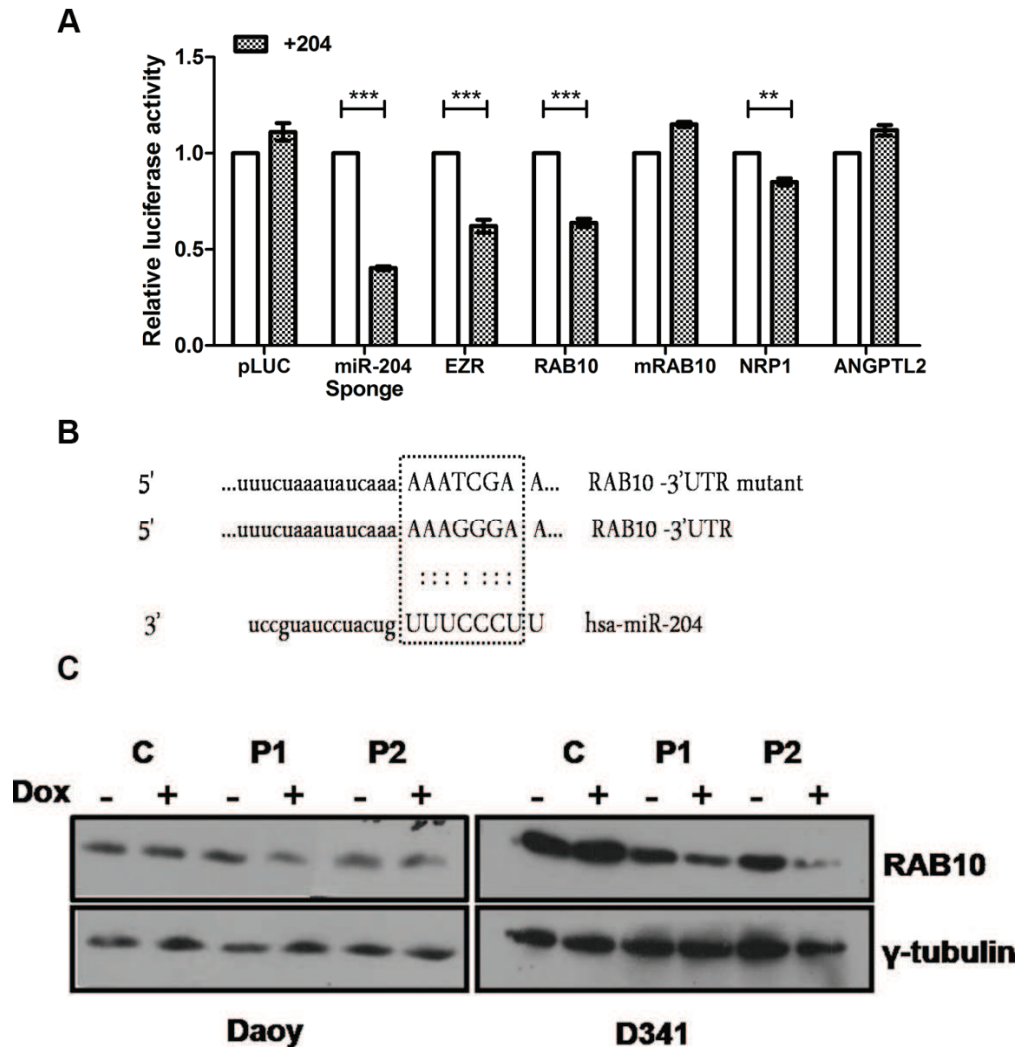 A
+204
Relative luciferase activity
1.5
1.0
0.5
0.0
*** *** *** **
pLUC miR-204 Sponge EZR RAB10 mRAB10 NRP1 ANGPTL2
B
5' ...uuucuaaauaucaaa AAATCGA A... RAB10 -3'UTR mutant
5' ...uuucuaaauaucaaa AAAGGGA A... RAB10 -3'UTR
::: : :::
3' uccguauccuacug UUUCCCU U hsa-miR-204
C
C P1 P2 C P1 P2
Dox - + - + - + - + - + - +
RAB10
γ-tubulin
Daoy D341